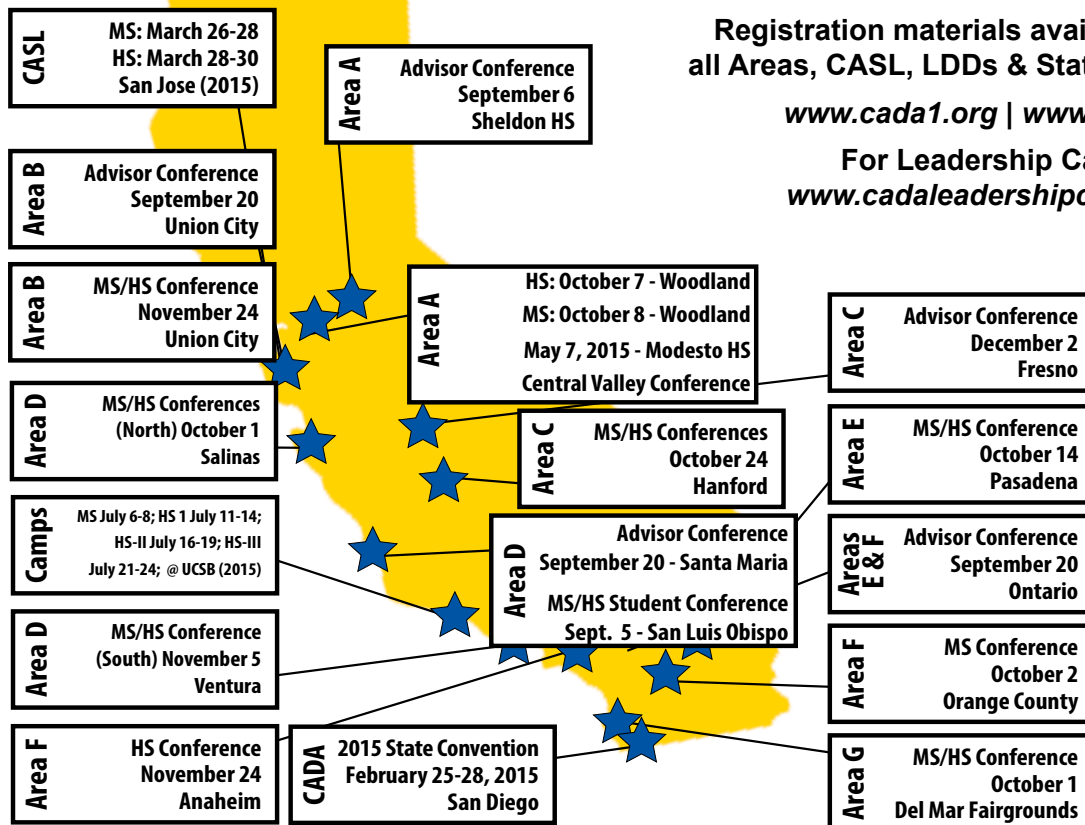 CASL
MS: March 26-28
HS: March 28-30
San Jose (2015)
Area A
Advisor Conference
September 6
Sheldon HS
Registration materials
all Areas, CASL, LDDs &
www.cada1.org |
For Leadership
Area B
Advisor Conference
September 20
Union City
Area B
MS/HS Conference
November 24
Union City
Area A
HS: October 7 - Woodland
MS: October 8 - Woodland
May 7, 2015 - Modesto HS
Central Valley Conference
Area C
Advisor Conference
December 2
Fresno
Area D
MS/HS Conferences
(North) October 1
Salinas
Area C
MS/HS Conferences
October 24
Hanford
Area E
MS/HS Conference
October 14
Pasadena
Camps
MS July 6-8; HS 1 July 11-14;
HS-II July 16-19; HS-III
July 21-24; @ UCSB (2015)
Area D
Advisor Conference
September 20 - Santa Maria
MS/HS Student Conference
Sept. 5 - San Luis Obispo
Areas
E & F
Advisor Conference
September 20
Ontario
Area D
MS/HS Conference
(South) November 5
Ventura
Area F
MS Conference
October 2
Orange County
Area F
HS Conference
November 24
Anaheim
CADA
2015 State Convention
February 25-28, 2015
San Diego
Area G
MS/HS Conference
October 1
Del Mar Fairgrounds